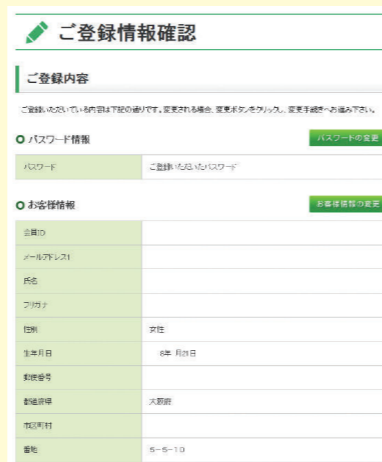 ご登録情報確認
ご登録内容
ご登録いただいている内容は下記の通りです。変更される場合、変更ボタンをクリックし、変更手続きへお進み下さい。
パスワード情報
パスワードの変更
パスワード
ご登録いただいたパスワード
お客様情報
お客様情報の変更
会員ID
メールアドレス1
氏名
フリガナ
性別
女性
生年月日
8年 月21日
郵便番号
都道府県
大阪府
市区町村
番地
5-5-10